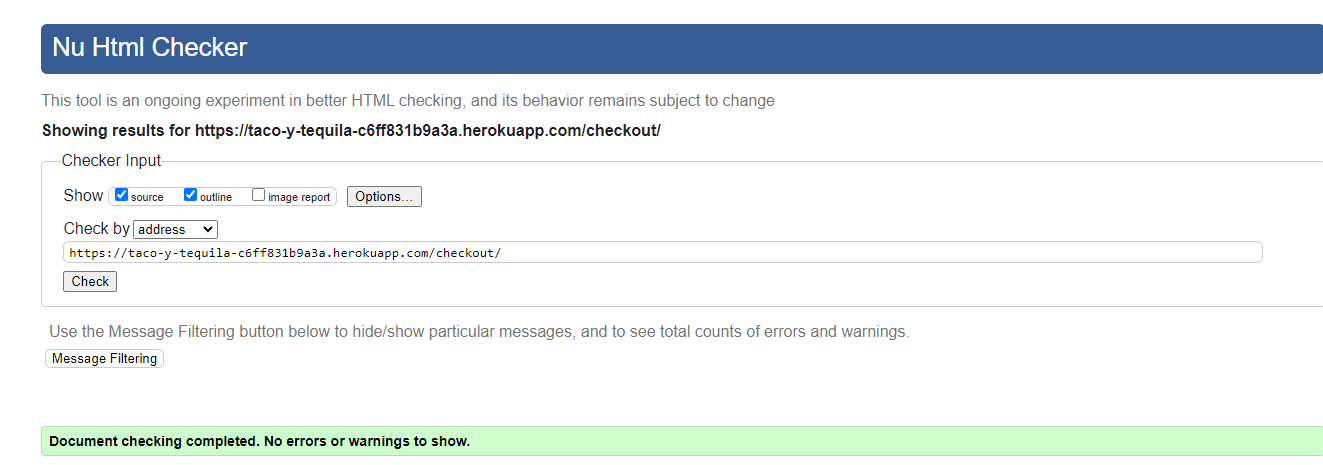 Nu Html Checker
This tool is an ongoing experiment in better HTML checking, and its behavior remains subject to change
Showing results for https://taco-y-tequila-c6ff831b9a3a.herokuapp.com/checkout/
Checker Input
Show source outline image report Options...
Check by address
https://taco-y-tequila-c6ff831b9a3a.herokuapp.com/checkout/
Check
Use the Message Filtering button below to hide/show particular messages, and to see total counts of errors and warnings.
Message Filtering
Document checking completed. No errors or warnings to show.